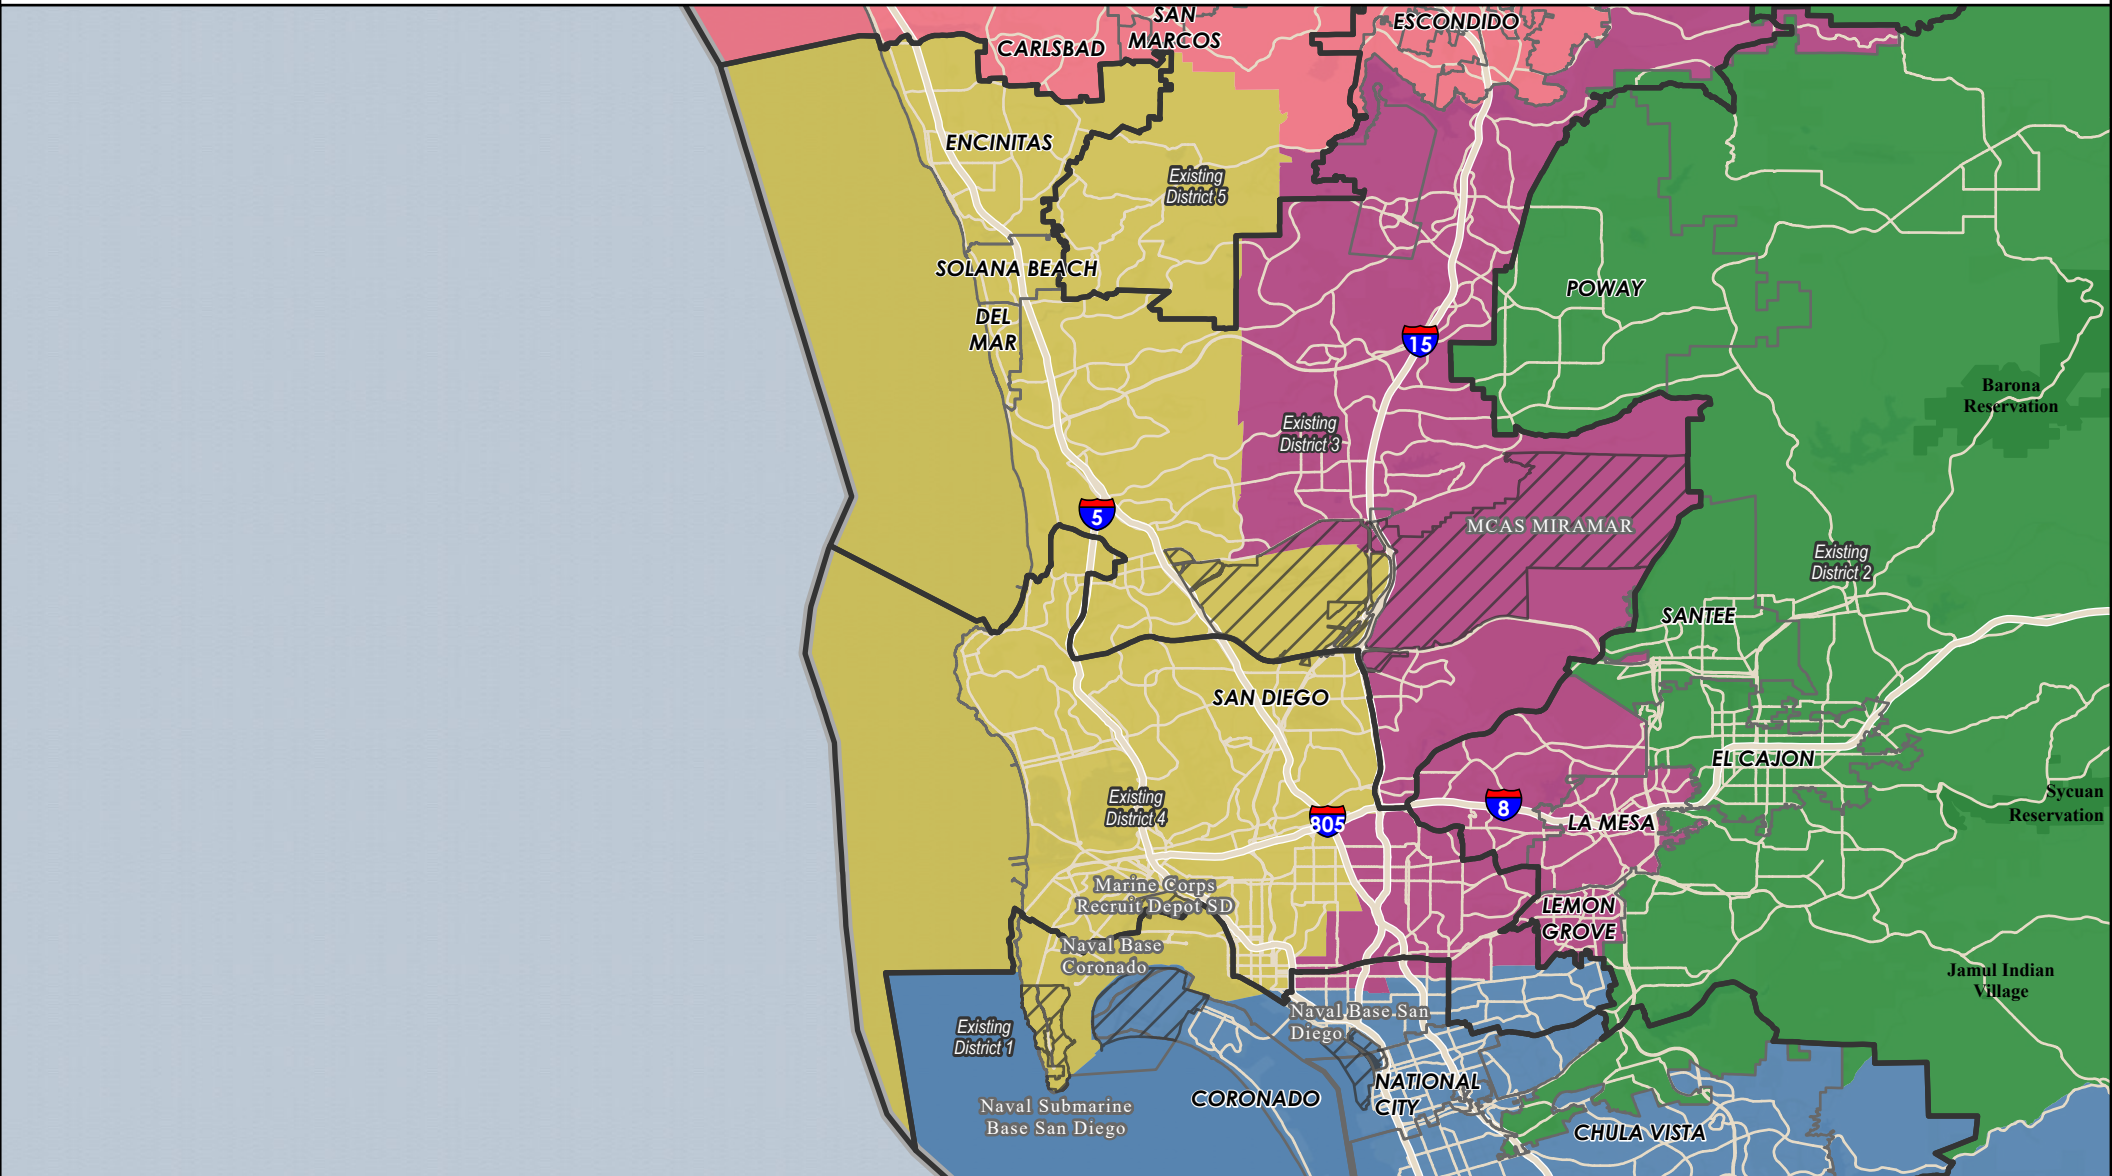 SAN
MARCOS
ESCONDIDO
CARLSBAD
ENCINITAS
Existing
District 5
SOLANA BEACH
POWAY
DEL
MAR
15
Barona
Reservation
Existing
District 3
5
MCAS MIRAMAR
Existing
District 2
SANTEE
SAN DIEGO
EL CAJON
Existing
District 4
Sycuan
Reservation
8
805
LA MESA
Marine Corps
Recruit Depot SD
LEMON
GROVE
Naval Base
Coronado
Jamul Indian
Village
Existing
District 1
Naval Base San
Diego
NATIONAL
CITY
CORONADO
Naval Submarine
Base San Diego
CHULA VISTA